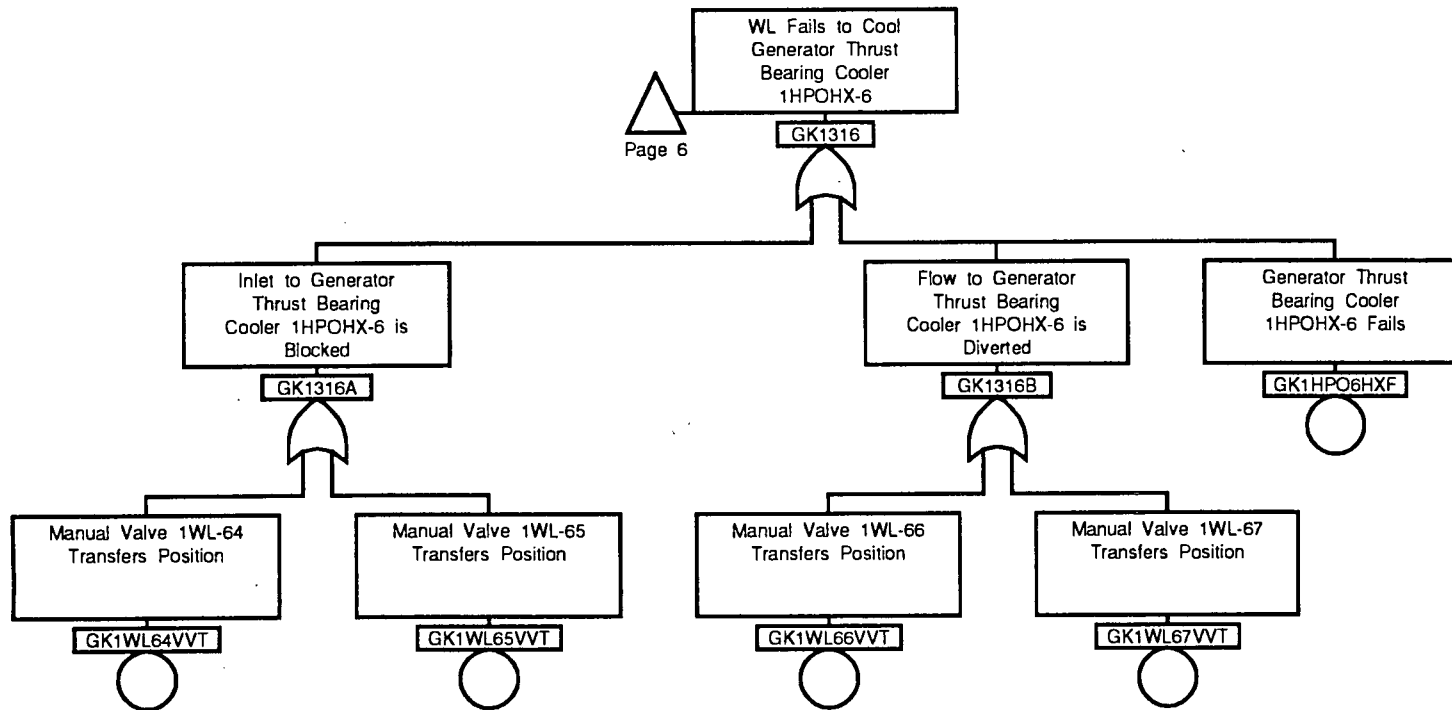 WL Fails to Cool
Generator Thrust
Bearing Cooler
1HPOHX-6
Page 6
GK1316
Inlet to Generator
Thrust Bearing
Cooler 1HPOHX-6 is
Blocked
GK1316A
Flow to Generator
Thrust Bearing
Cooler 1HPOHX-6 is
Diverted
GK1316B
Generator Thrust
Bearing Cooler
1HPOHX-6 Fails
GK1HPO6HXF
Manual Valve 1WL-64
Transfers Position
GK1WL64VVT
Manual Valve 1WL-65
Transfers Position
GK1WL65VVT
Manual Valve 1WL-66
Transfers Position
GK1WL66VVT
Manual Valve 1WL-67
Transfers Position
GK1WL67VVT